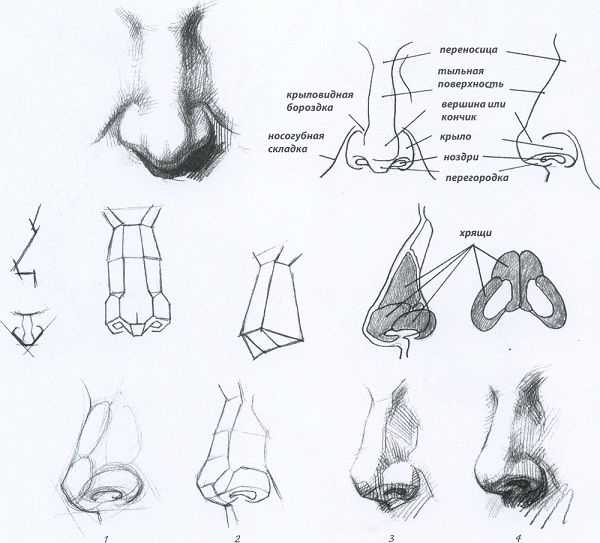 переносица
тыльная
поверхность
крыловидная
бороздка
вершина или
кончик
носогубная
складка
крыло
ноздри
перегородка
хрящи
1
2
3
4